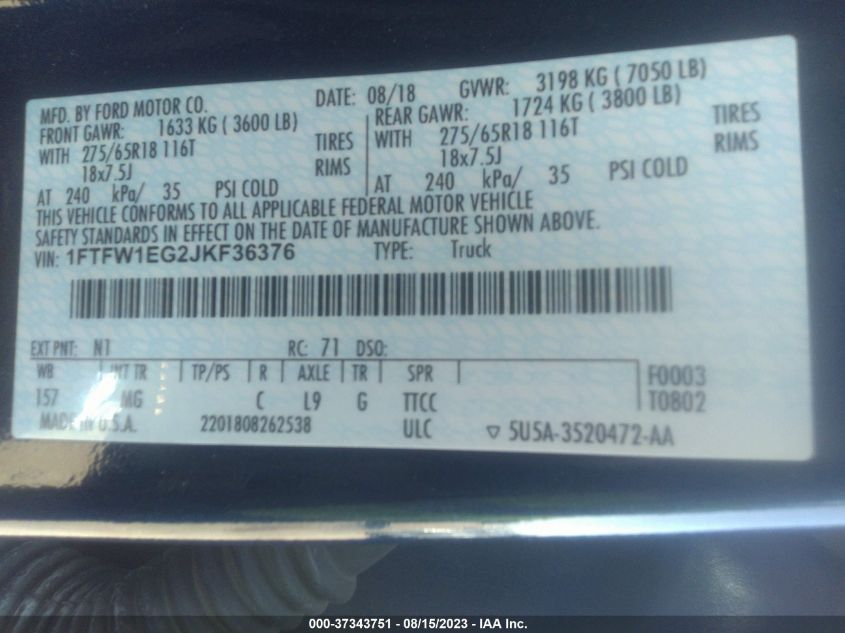 MFD. BY FORD MOTOR CO. DATE: 08/18 GVWR: 3198 KG ( 7050 LB)
FRONT GAWR: 1633 KG ( 3600 LB) REAR GAWR: 1724 KG ( 3800 LB)
WITH 275/65R18 116T TIRES WITH 275/65R18 116T TIRES
18x7.5J RIMS 18x7.5J RIMS
AT 240 kPa/ 35 PSI COLD AT 240 kPa/ 35 PSI COLD
THIS VEHICLE CONFORMS TO ALL APPLICABLE FEDERAL MOTOR VEHICLE
SAFETY STANDARDS IN EFFECT ON THE DATE OF MANUFACTURE SHOWN ABOVE.
VIN: 1FTFW1EG2JKF36376 TYPE: Truck
EXT PNT: N1 RC: 71 DSO:
WB INT TR TP/PS R AXLE TR SPR F0003
157 MG C L9 G TTCC T0802
MADE IN U.S.A. 2201808262538 ULC ▽ 5U5A-3520472-AA
000-37343751 - 08/15/2023 - IAA Inc.